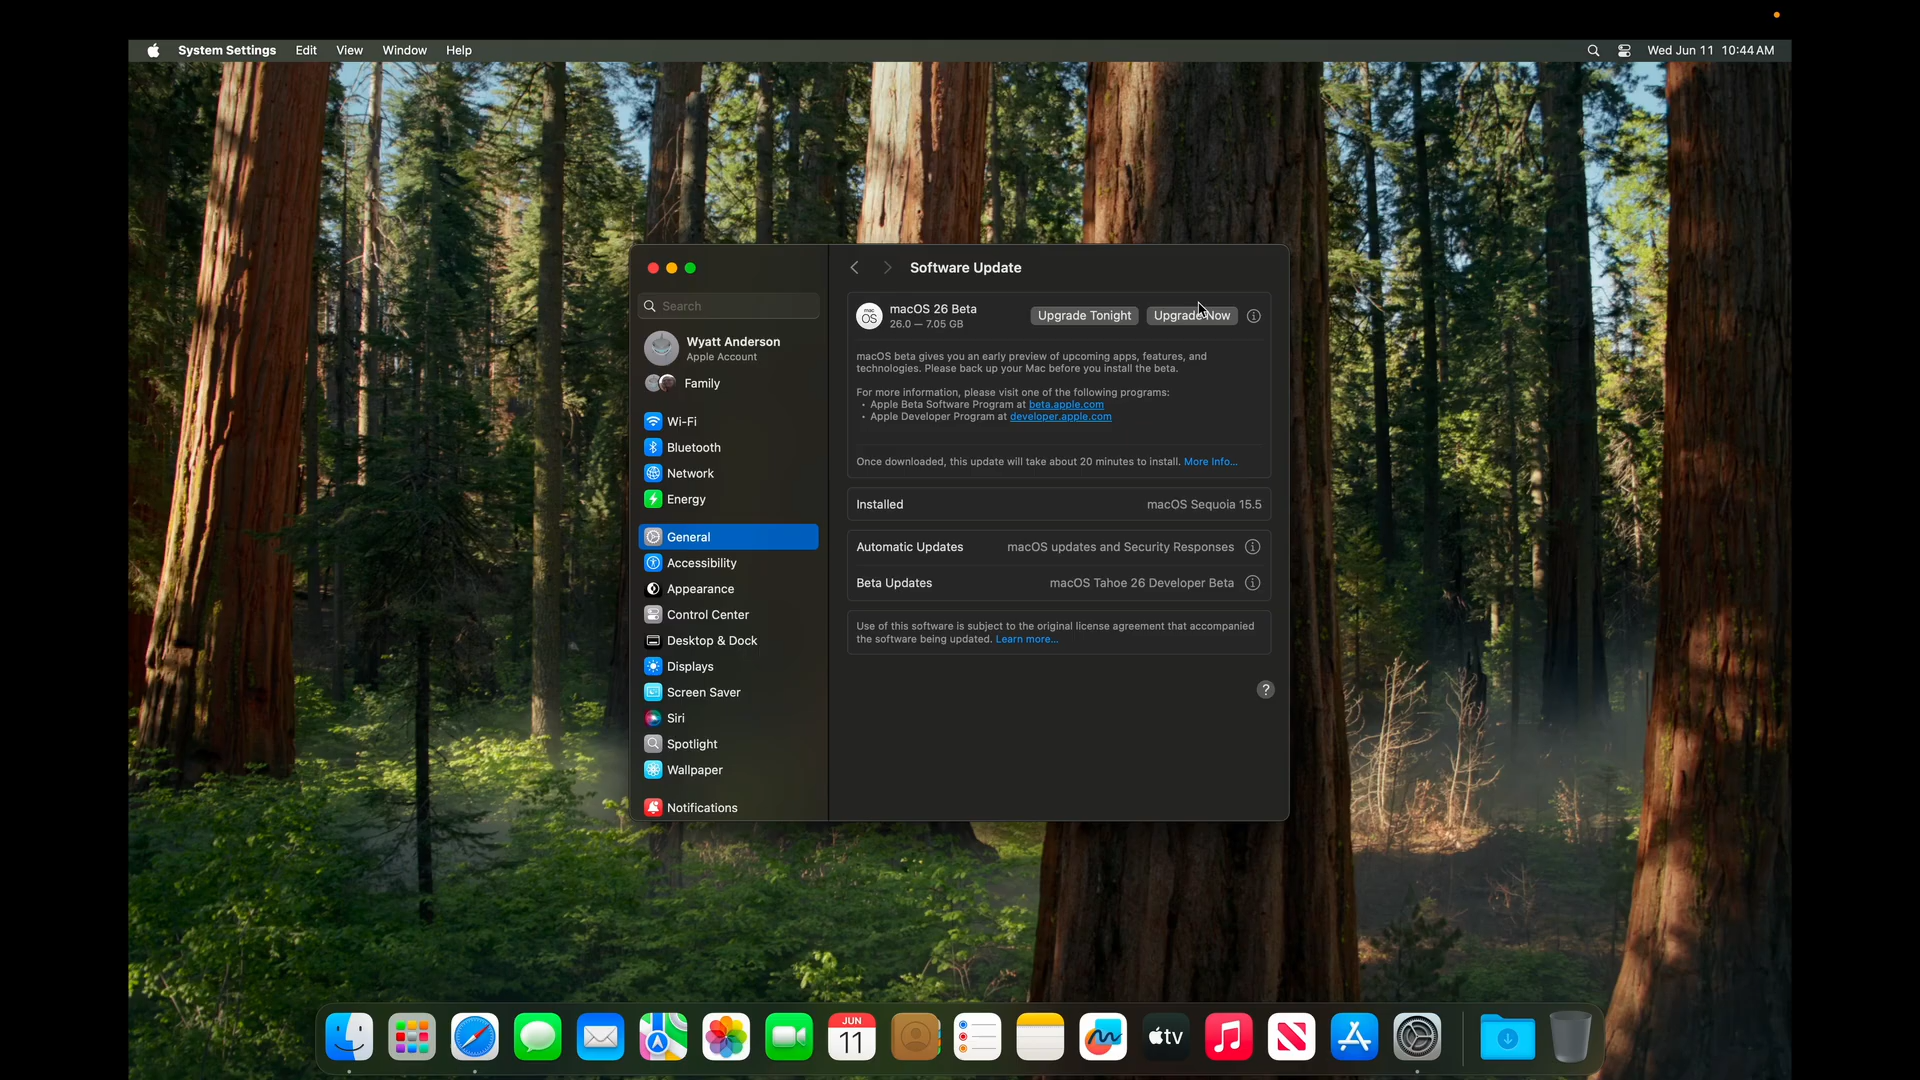 System Settings Edit View Window Help
Wed Jun 11 10:44 AM
Software Update
Search
Wyatt Anderson
Apple Account
Family
Wi-Fi
Bluetooth
Network
Energy
General
Accessibility
Appearance
Control Center
Desktop & Dock
Displays
Screen Saver
Siri
Spotlight
Wallpaper
Notifications
mac
OS
macOS 26 Beta
26.0 — 7.05 GB
Upgrade Tonight
Upgrade Now
macOS beta gives you an early preview of upcoming apps, features, and
technologies. Please back up your Mac before you install the beta.
For more information, please visit one of the following programs:
• Apple Beta Software Program at beta.apple.com
• Apple Developer Program at developer.apple.com
Once downloaded, this update will take about 20 minutes to install. More Info...
Installed macOS Sequoia 15.5
Automatic Updates macOS updates and Security Responses
Beta Updates macOS Tahoe 26 Developer Beta
Use of this software is subject to the original license agreement that accompanied
the software being updated. Learn more...
?
JUN
11
tv